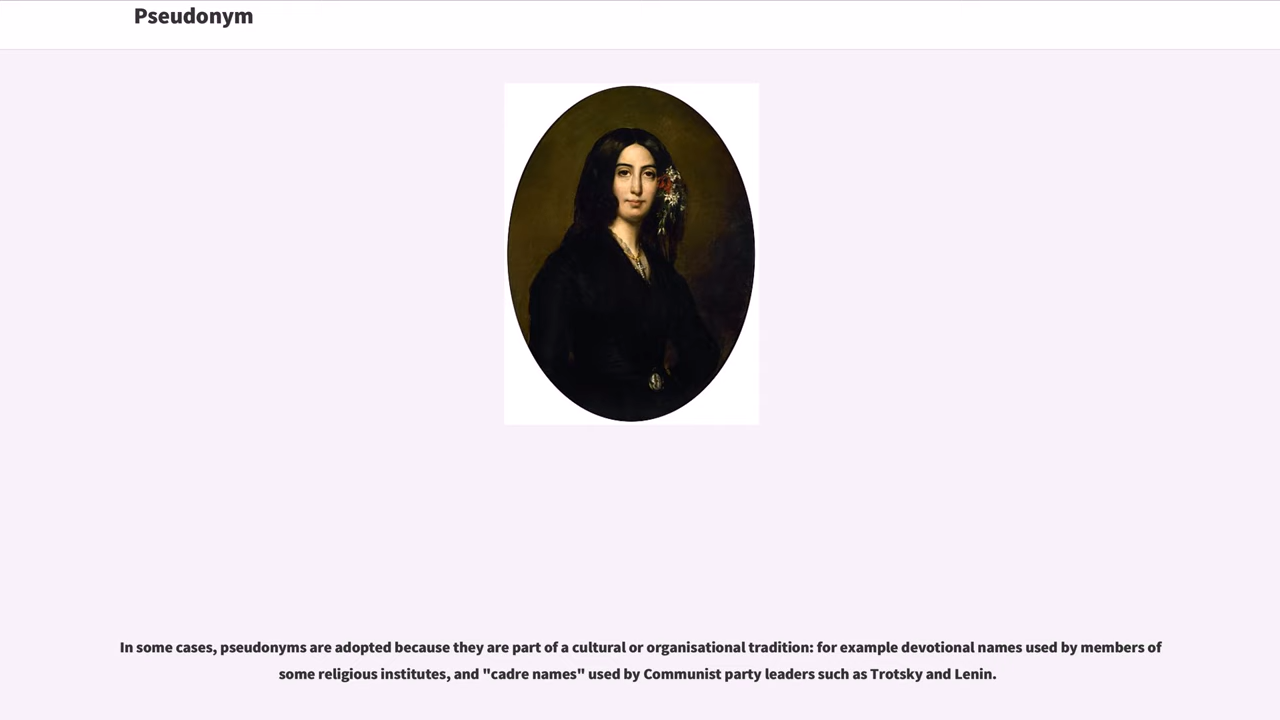 Pseudonym
In some cases, pseudonyms are adopted because they are part of a cultural or organisational tradition: for example devotional names used by members of
some religious institutes, and "cadre names" used by Communist party leaders such as Trotsky and Lenin.